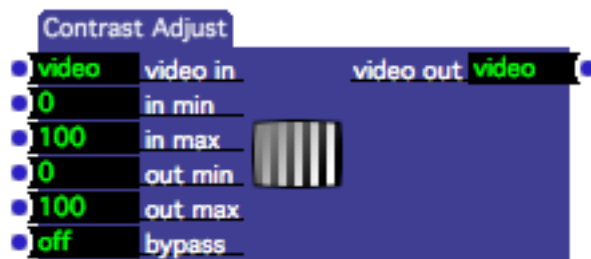 Contrast Adjust
video video in video out video
0 in min
100 in max
0 out min
100 out max
off bypass